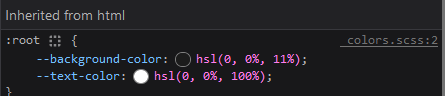 Inherited from html
:root { colors.scss:2
--background-color: hsl(0, 0%, 11%);
--text-color: hsl(0, 0%, 100%);
}